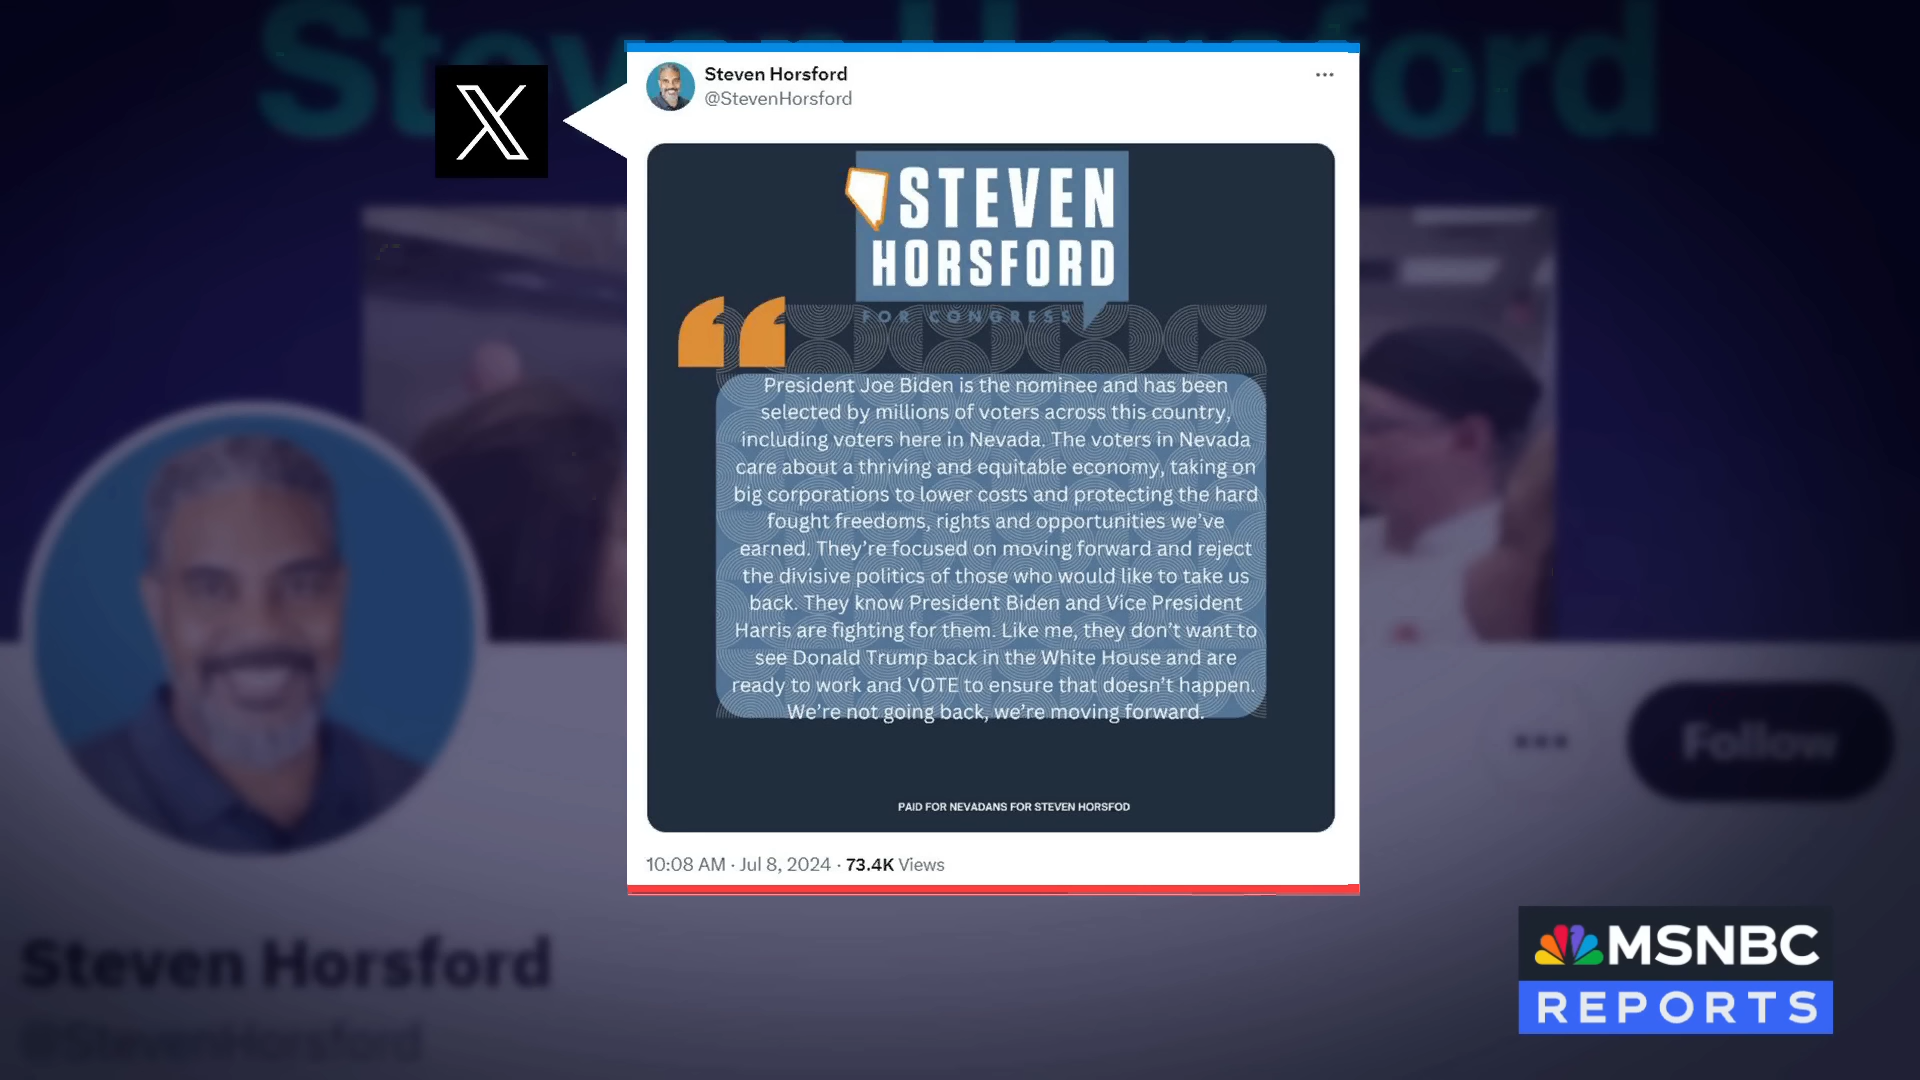 Steven Horsford
Steven Horsford
@StevenHorsford
STEVEN
HORSFORD
FOR CONGRESS
President Joe Biden is the nominee and has been
selected by millions of voters across this country,
including voters here in Nevada. The voters in Nevada
care about a thriving and equitable economy, taking on
big corporations to lower costs and protecting the hard
fought freedoms, rights and opportunities we've
earned. They're focused on moving forward and reject
the divisive politics of those who would like to take us
back. They know President Biden and Vice President
Harris are fighting for them. Like me, they don't want to
see Donald Trump back in the White House and are
ready to work and VOTE to ensure that doesn't happen.
We're not going back, we're moving forward.
PAID FOR NEVADANS FOR STEVEN HORSFOD
10:08 AM · Jul 8, 2024 · 73.4K Views
Follow
Steven Horsford
@StevenHorsford
MSNBC
REPORTS